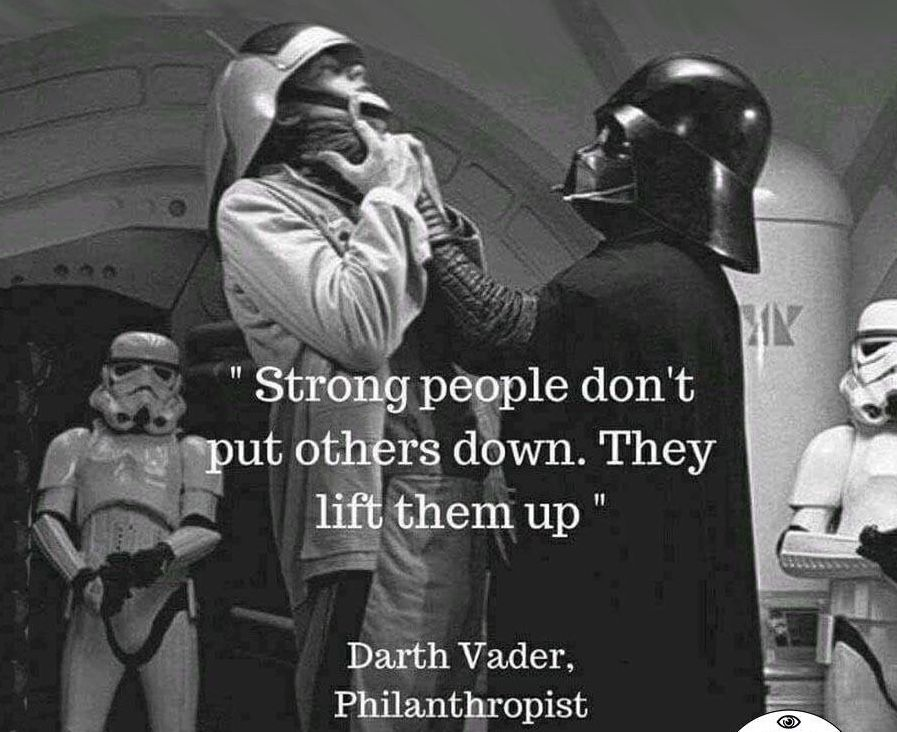 " Strong people don't
put others down. They
lift them up "
Darth Vader,
Philanthropist